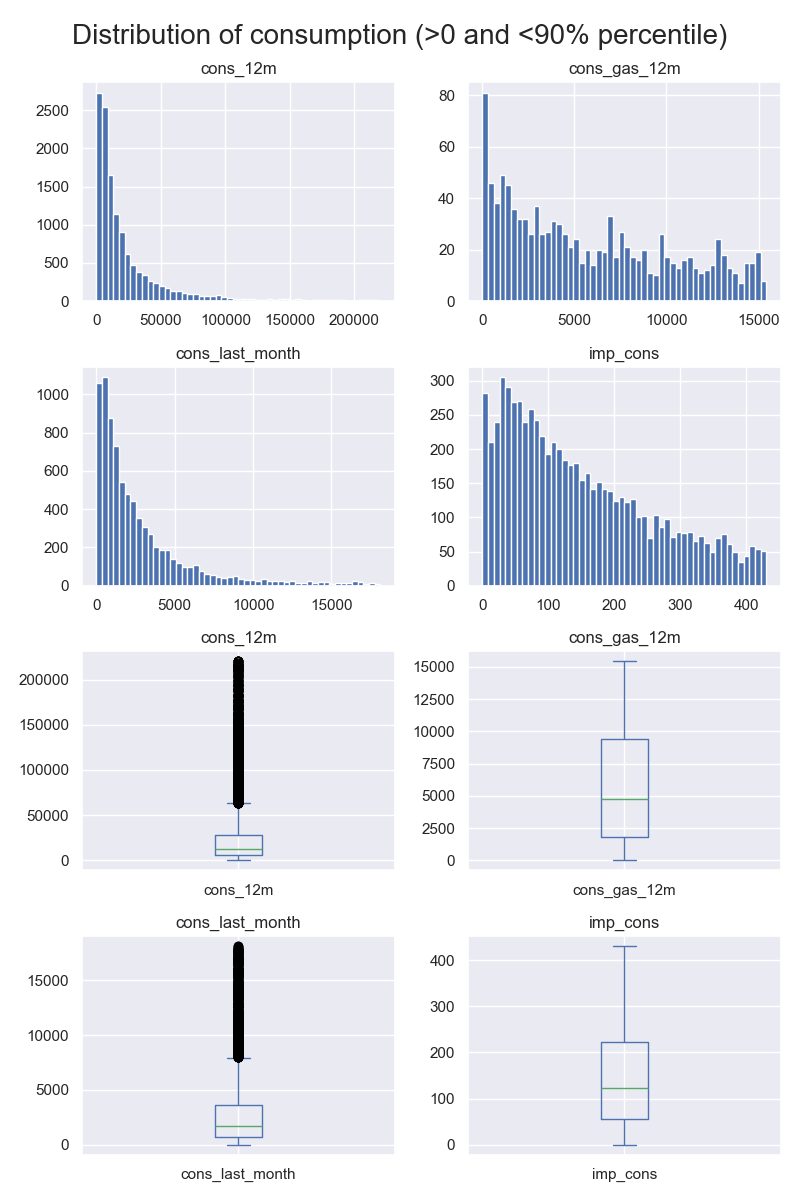 Distribution of consumption (>0 and <90% percentile)
cons_12m
cons_gas_12m
2500
2000
1500
1000
500
0
0 50000 100000 150000 200000
80
60
40
20
0
0 5000 10000 15000
cons_last_month
imp_cons
1000
800
600
400
200
0
0 5000 10000 15000
300
250
200
150
100
50
0
0 100 200 300 400
cons_12m
cons_gas_12m
200000
150000
100000
50000
0
cons_12m
15000
12500
10000
7500
5000
2500
0
cons_gas_12m
cons_last_month
imp_cons
15000
10000
5000
0
cons_last_month
400
300
200
100
0
imp_cons